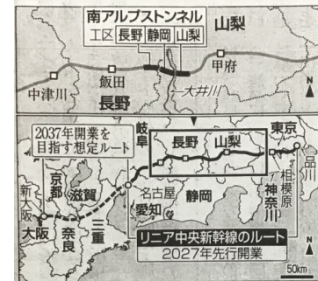 南アルプストンネル
工区 長野 静岡 山梨
山梨
甲府
飯田
中津川
長野
大井川
N
2037年開業を
目指す想定ルート
岐阜
長野
山梨
東京
品川
相模原
神奈川
京都
滋賀
新大阪
大阪
奈良
三重
名古屋
愛知
静岡
リニア中央新幹線のルート
2027年先行開業
N
50km